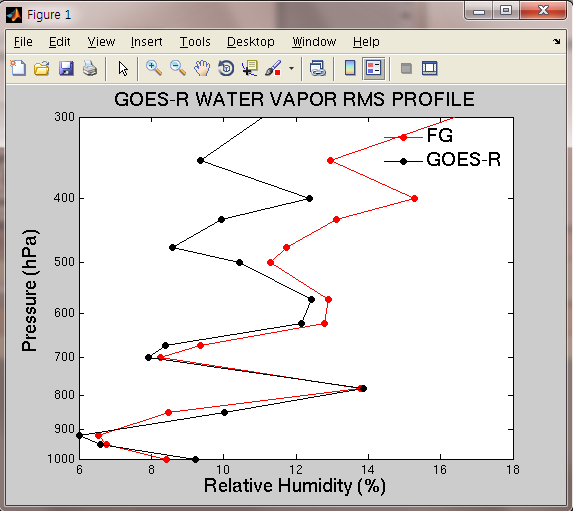 Figure 1
File Edit View Insert Tools Desktop Window Help
GOES-R WATER VAPOR RMS PROFILE
FG
GOES-R
Pressure (hPa)
300
400
500
600
700
800
900
1000
6 8 10 12 14 16 18
Relative Humidity (%)